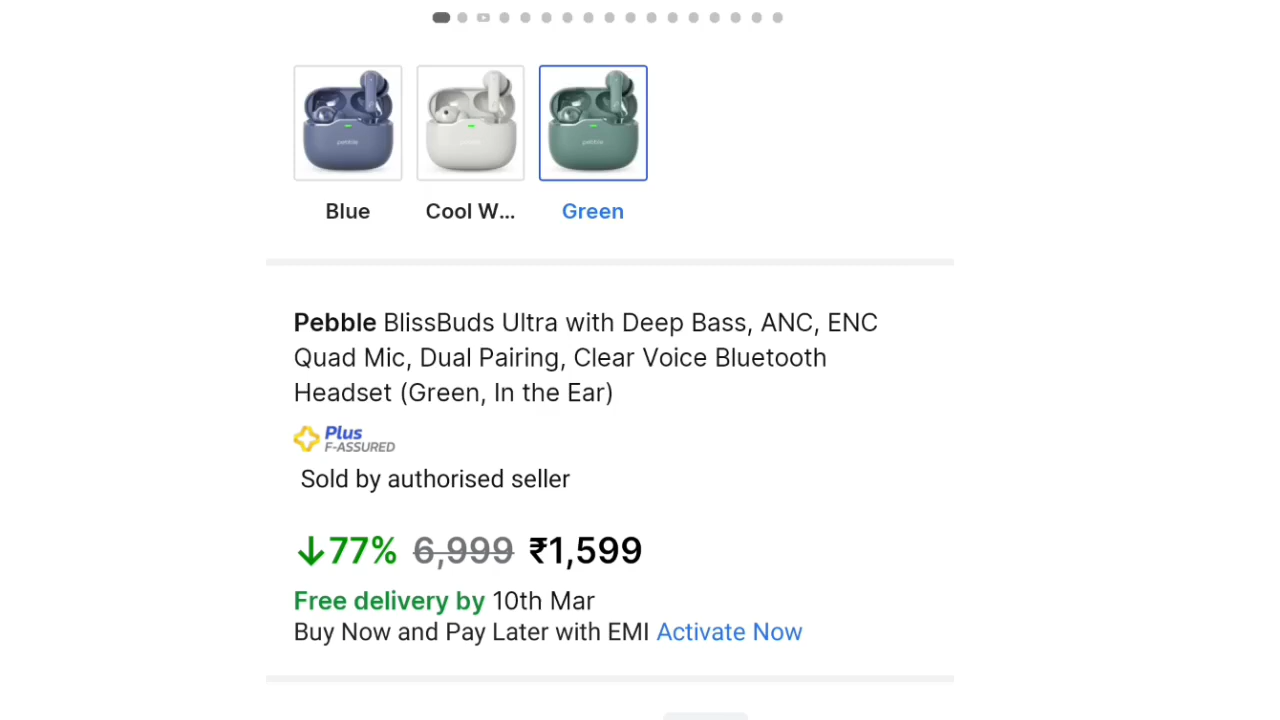 pebble
pebble
Blue
Cool W...
Green
Pebble BlissBuds Ultra with Deep Bass, ANC, ENC
Quad Mic, Dual Pairing, Clear Voice Bluetooth
Headset (Green, In the Ear)
Plus
F-ASSURED
Sold by authorised seller
↓77% 6,999 ₹1,599
Free delivery by 10th Mar
Buy Now and Pay Later with EMI Activate Now